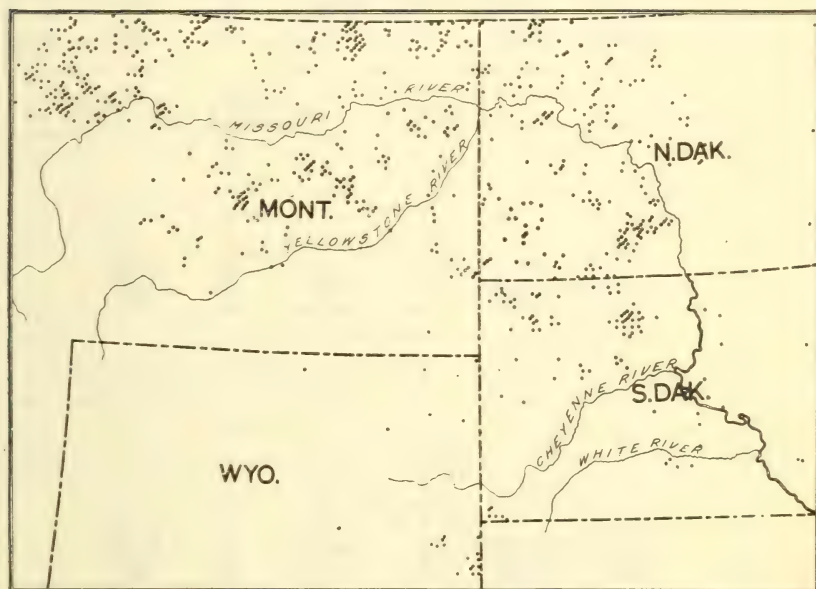 MISSOURI RIVER
N.DAK.
MONT.
YELLOWSTONE RIVER
CHEYENNE RIVER
S.DAK.
WHITE RIVER
WYO.